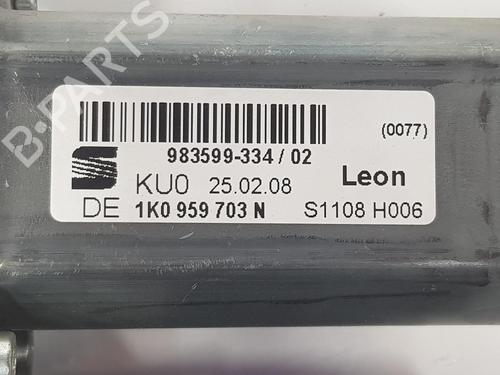 B-PARTS
(0077)
983599-334 / 02
KU0 25.02.08 Leon
DE 1K0 959 703 N S1108 H006